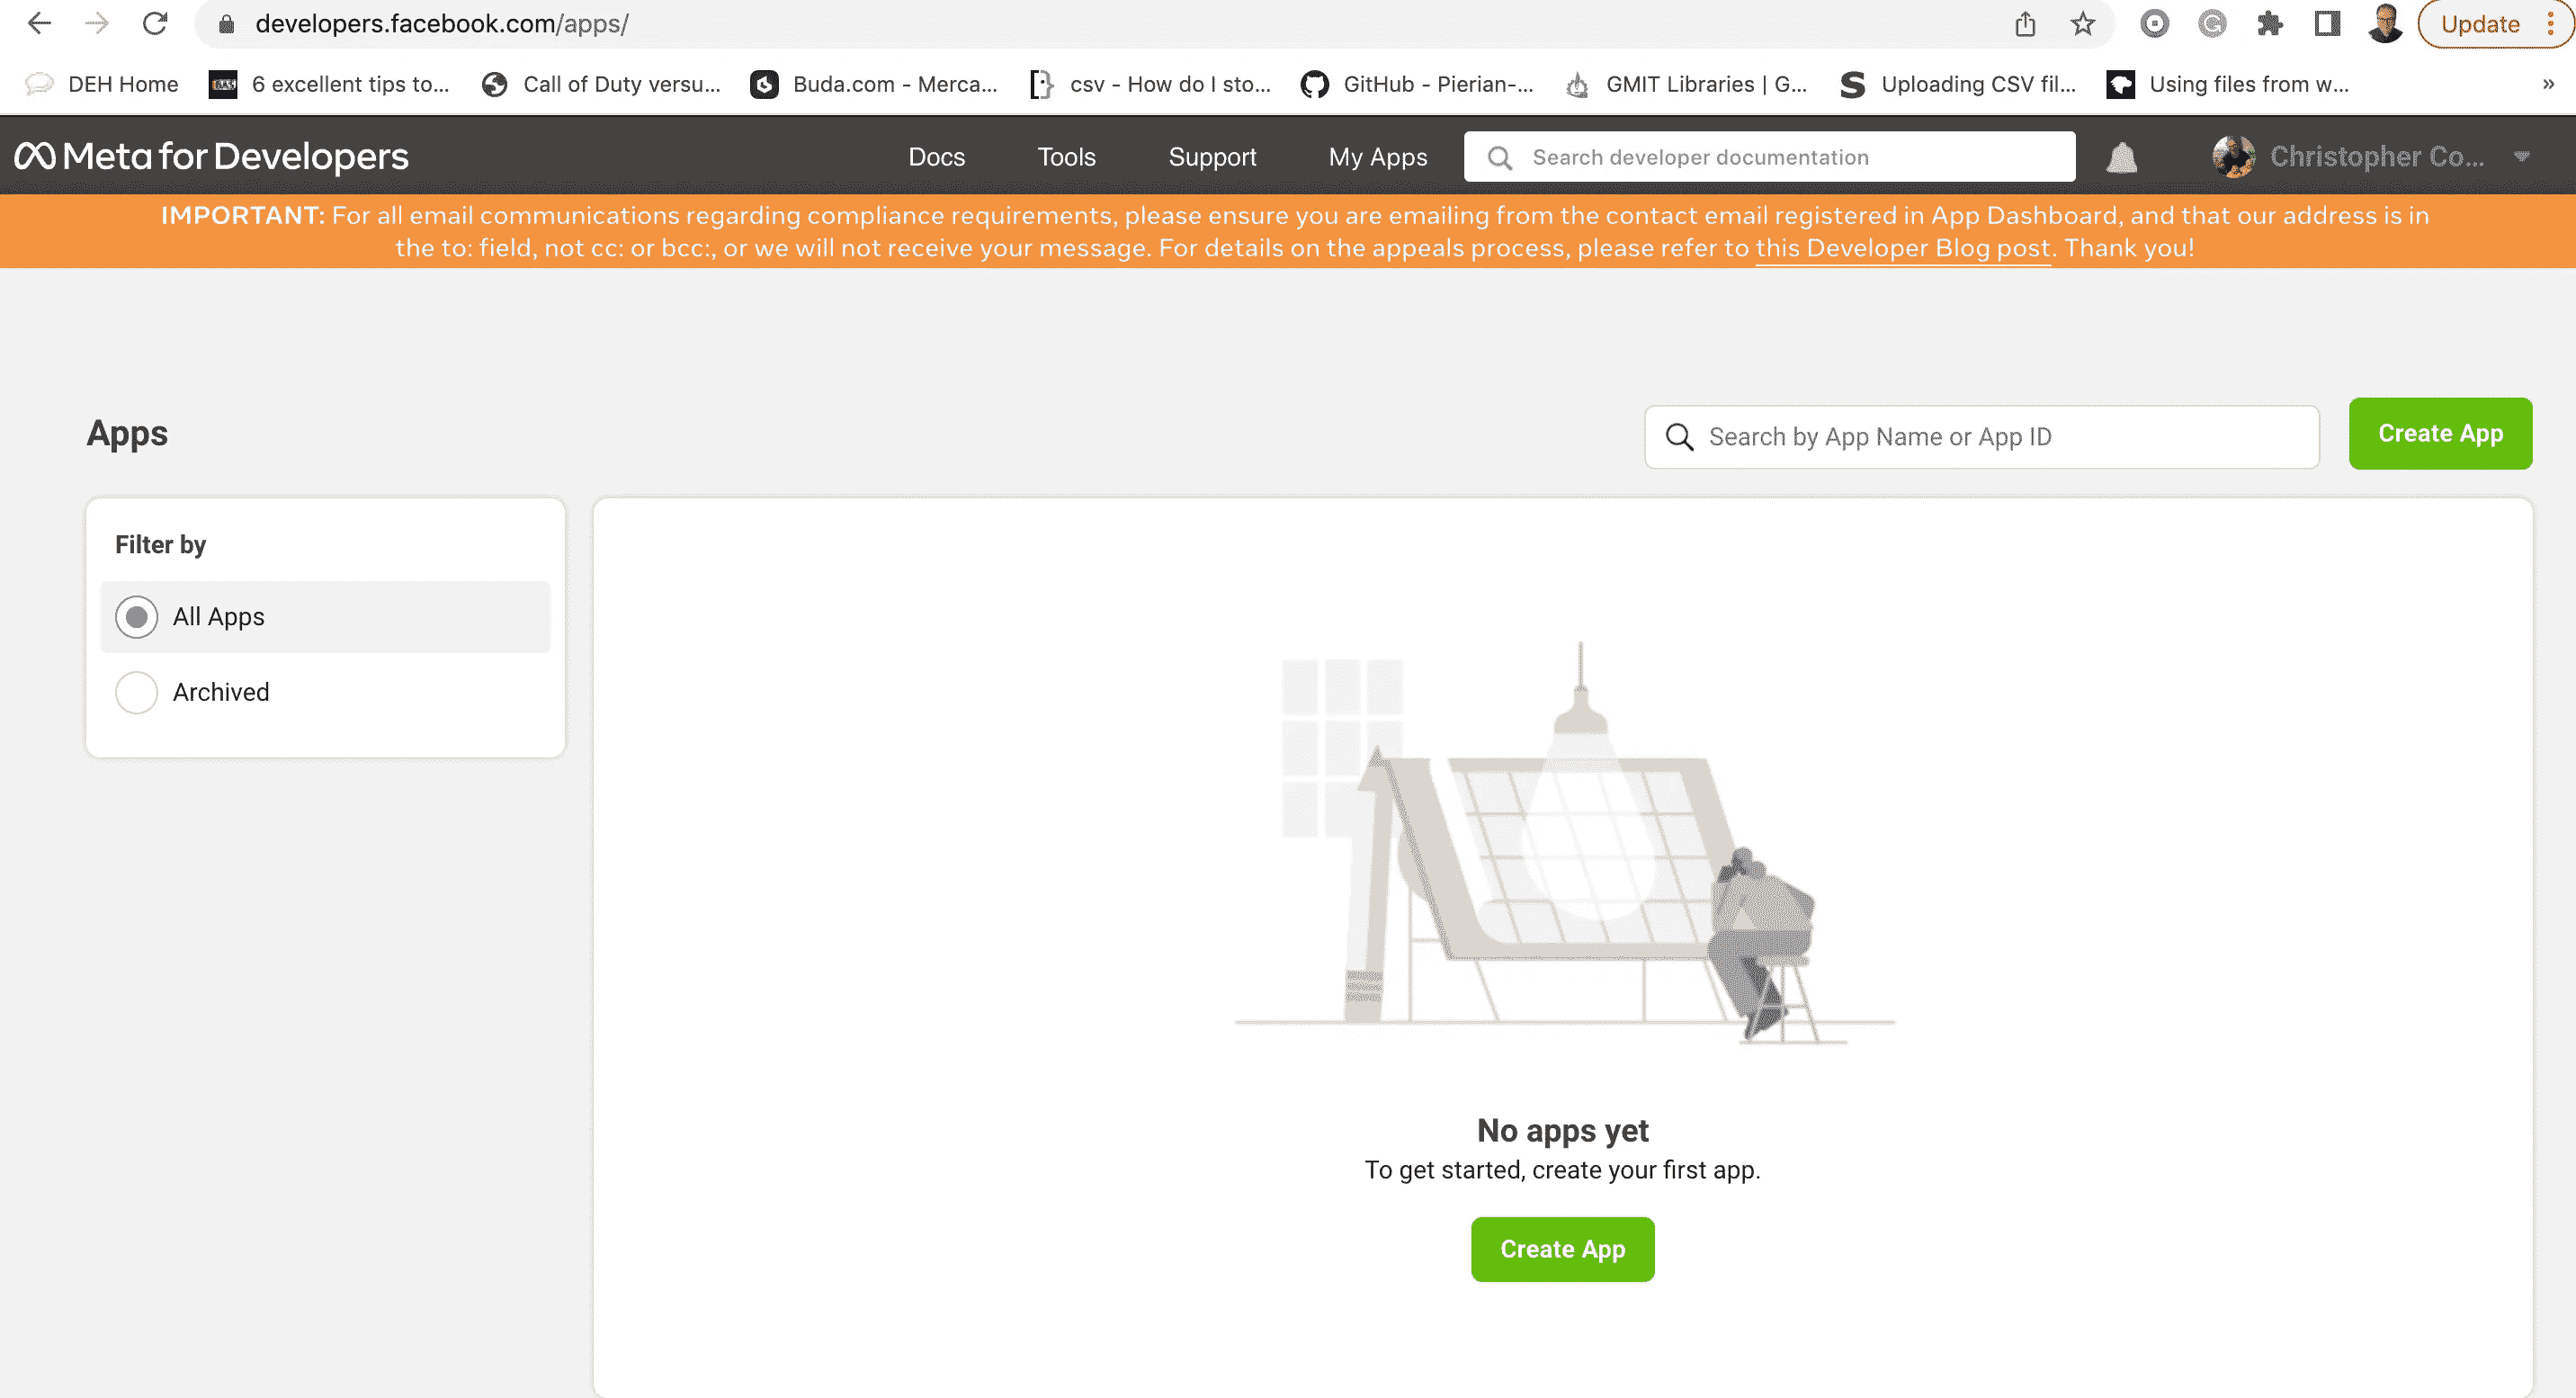 developers.facebook.com/apps/
Update
DEH Home
6 excellent tips to...
Call of Duty versu...
Buda.com - Merca...
csv - How do I sto...
GitHub - Pierian-...
GMIT Libraries | G...
Uploading CSV fil...
Using files from w...
»
Meta for Developers
Docs
Tools
Support
My Apps
Search developer documentation
Christopher Co...
IMPORTANT: For all email communications regarding compliance requirements, please ensure you are emailing from the contact email registered in App Dashboard, and that our address is in
the to: field, not cc: or bcc:, or we will not receive your message. For details on the appeals process, please refer to this Developer Blog post. Thank you!
Apps
Search by App Name or App ID
Create App
Filter by
All Apps
Archived
No apps yet
To get started, create your first app.
Create App